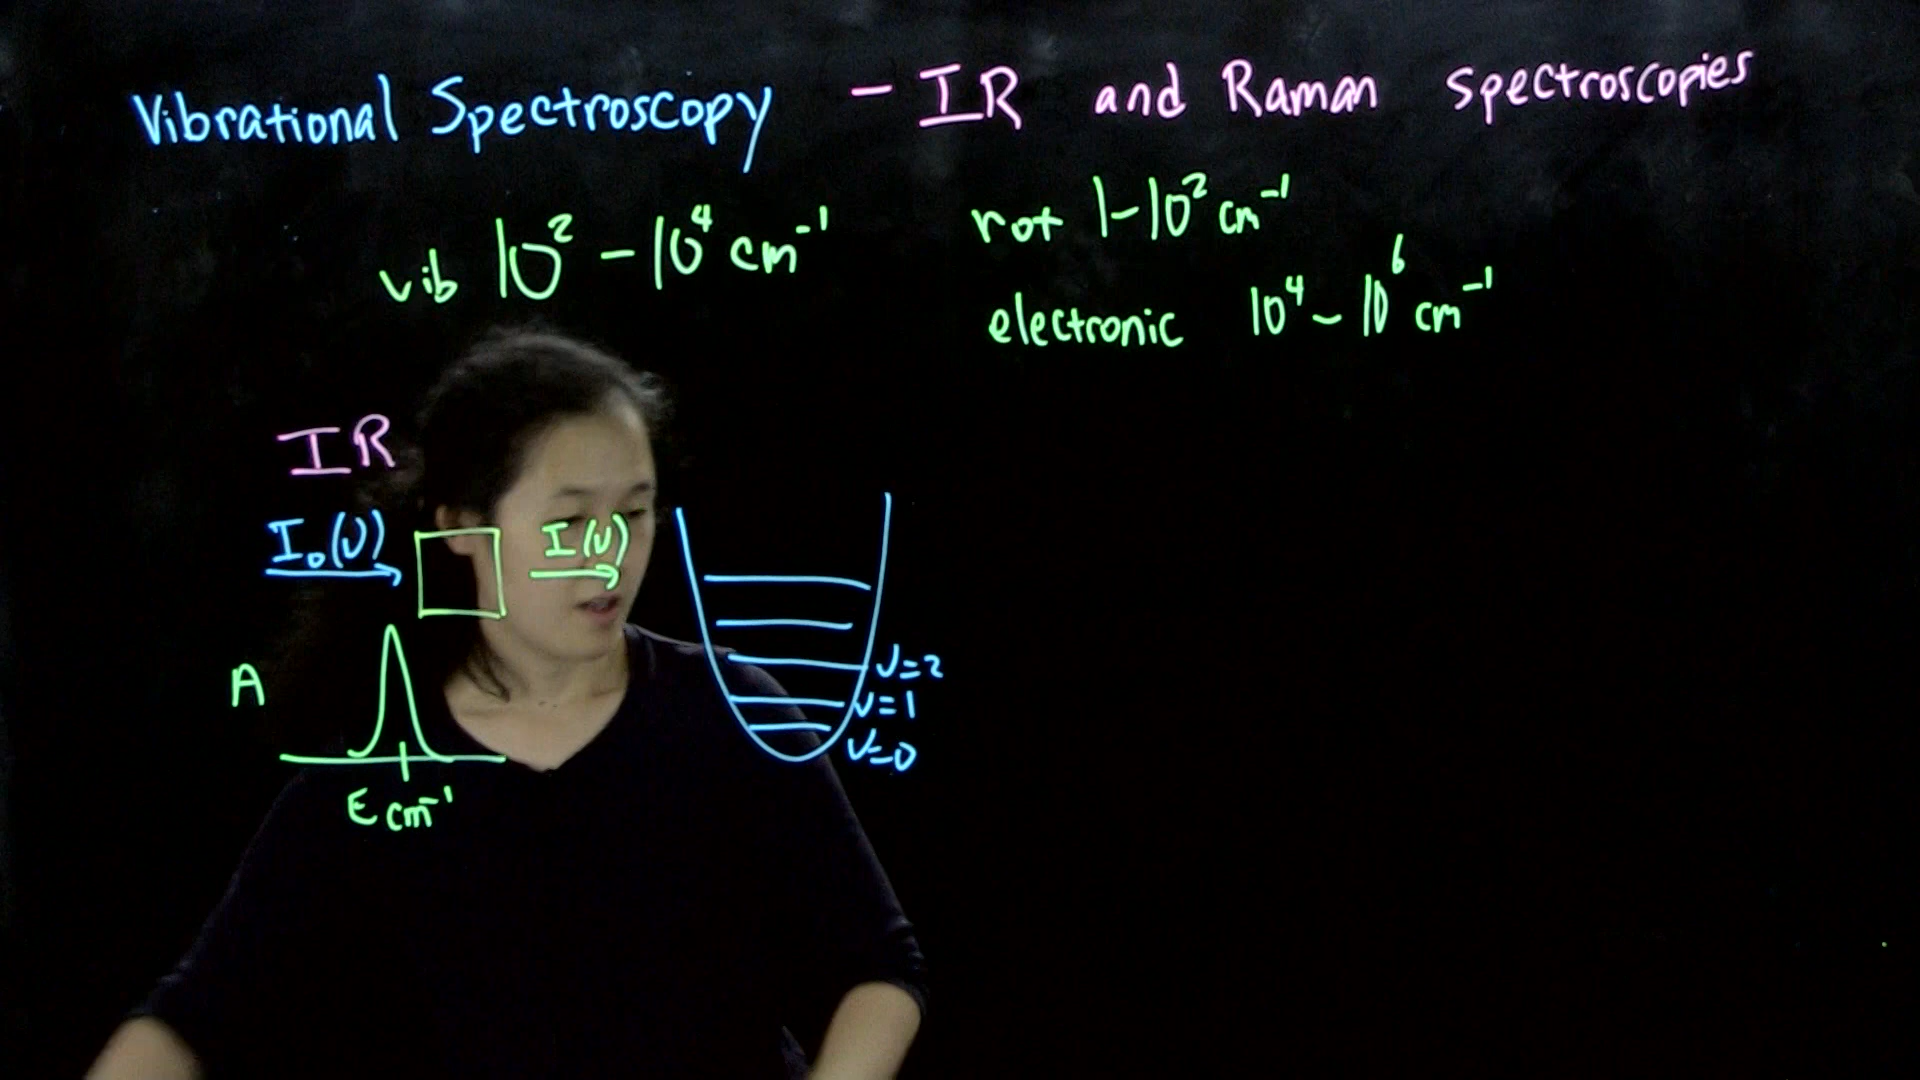 Vibrational Spectroscopy - IR and Raman Spectroscopies
vib 10² - 10⁴ cm⁻¹
rot 1-10² cm⁻¹
electronic 10⁴ - 10⁶ cm⁻¹
IR
I₀(ν)
I(ν)
A
E cm⁻¹
ν=2
ν=1
ν=0